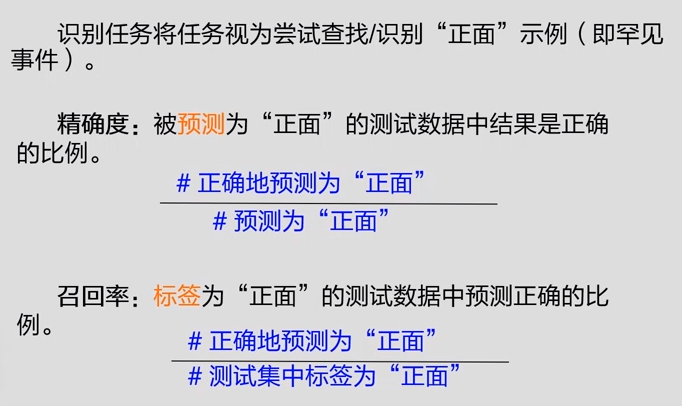 识别任务将任务视为尝试查找/识别“正面”示例（即罕见
事件）。
精确度：被预测为“正面”的测试数据中结果是正确
的比例。
# 正确地预测为“正面”
# 预测为“正面”
召回率：标签为“正面”的测试数据中预测正确的比
例。
# 正确地预测为“正面”
# 测试集中标签为“正面”